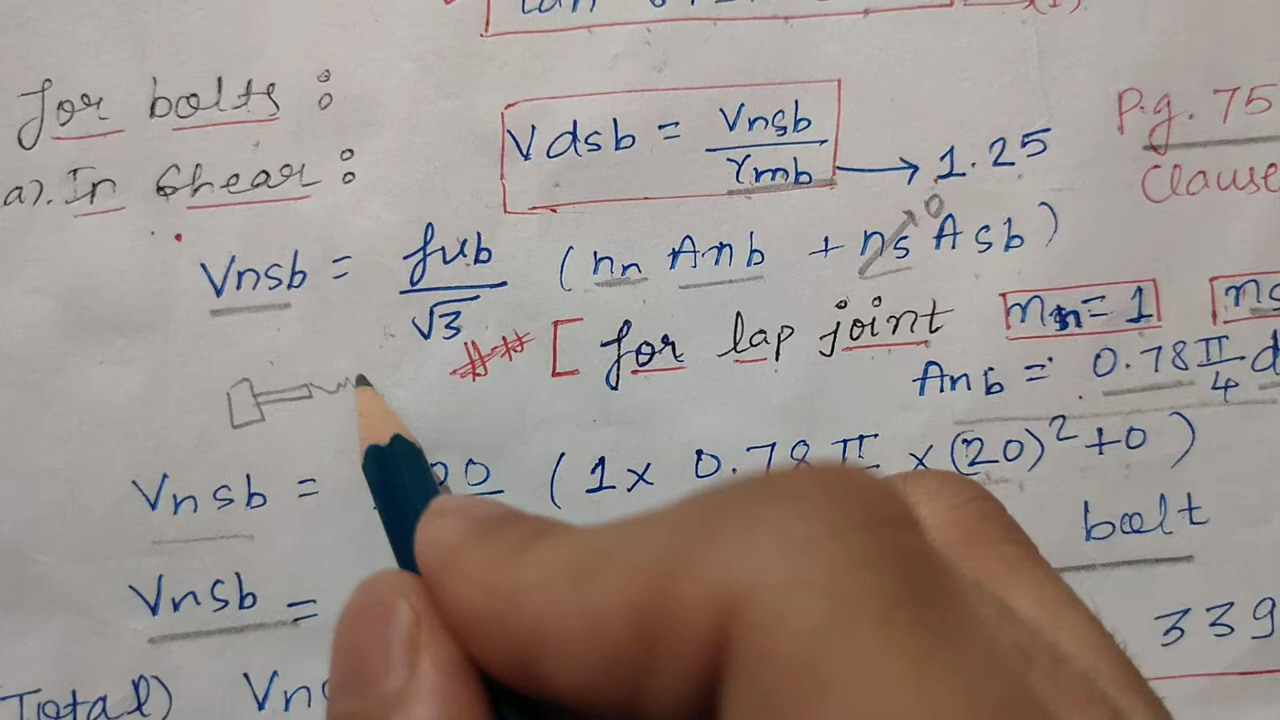 for bolts :
Vdsb = Vnsb / γmb → 1.25
P.g. 75
Clause
a). In Shear :
Vnsb = fub / √3 ( nn Anb + ns Asb ) 0
** [ for lap joint nn = 1
Anb = 0.78 π/4 d
Vnsb = ( 1 x 0.78 π x (20)² + 0 )
bolt
Vnsb =
339
Total) Vns